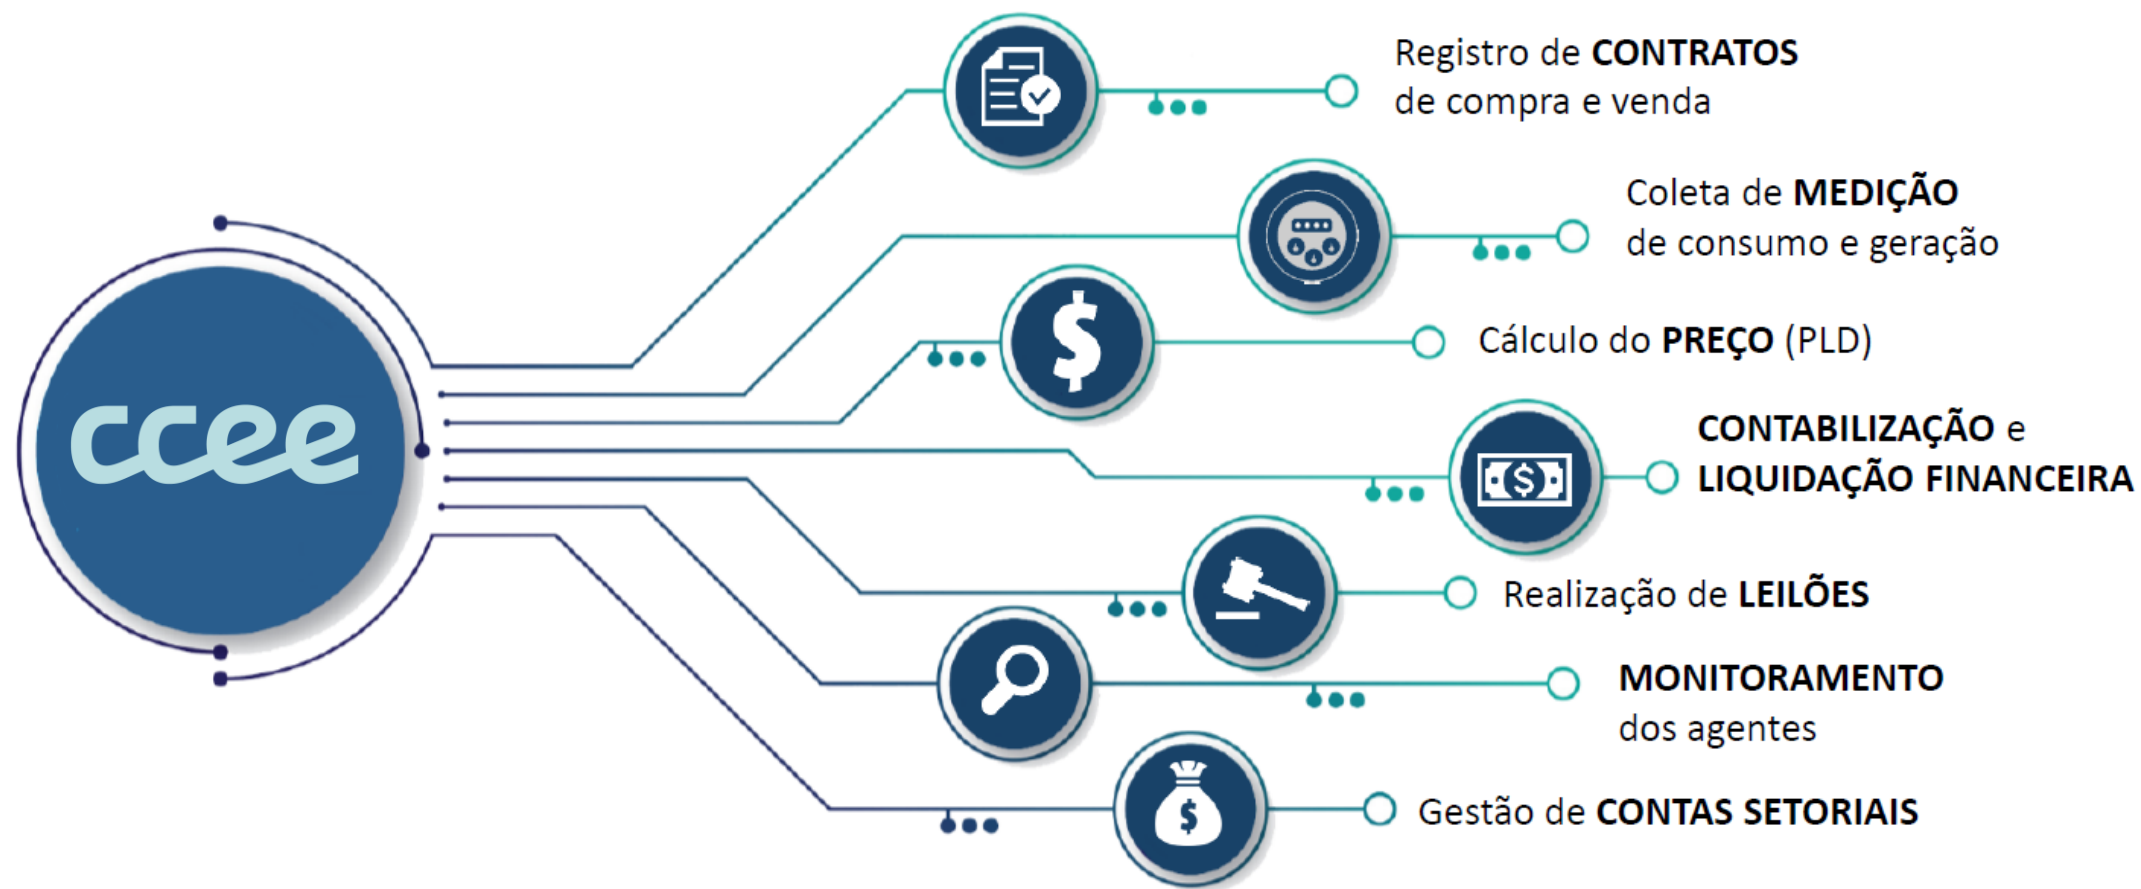 ccee
Registro de CONTRATOS
de compra e venda
Coleta de MEDIÇÃO
de consumo e geração
Cálculo do PREÇO (PLD)
CONTABILIZAÇÃO e
LIQUIDAÇÃO FINANCEIRA
Realização de LEILÕES
MONITORAMENTO
dos agentes
Gestão de CONTAS SETORIAIS